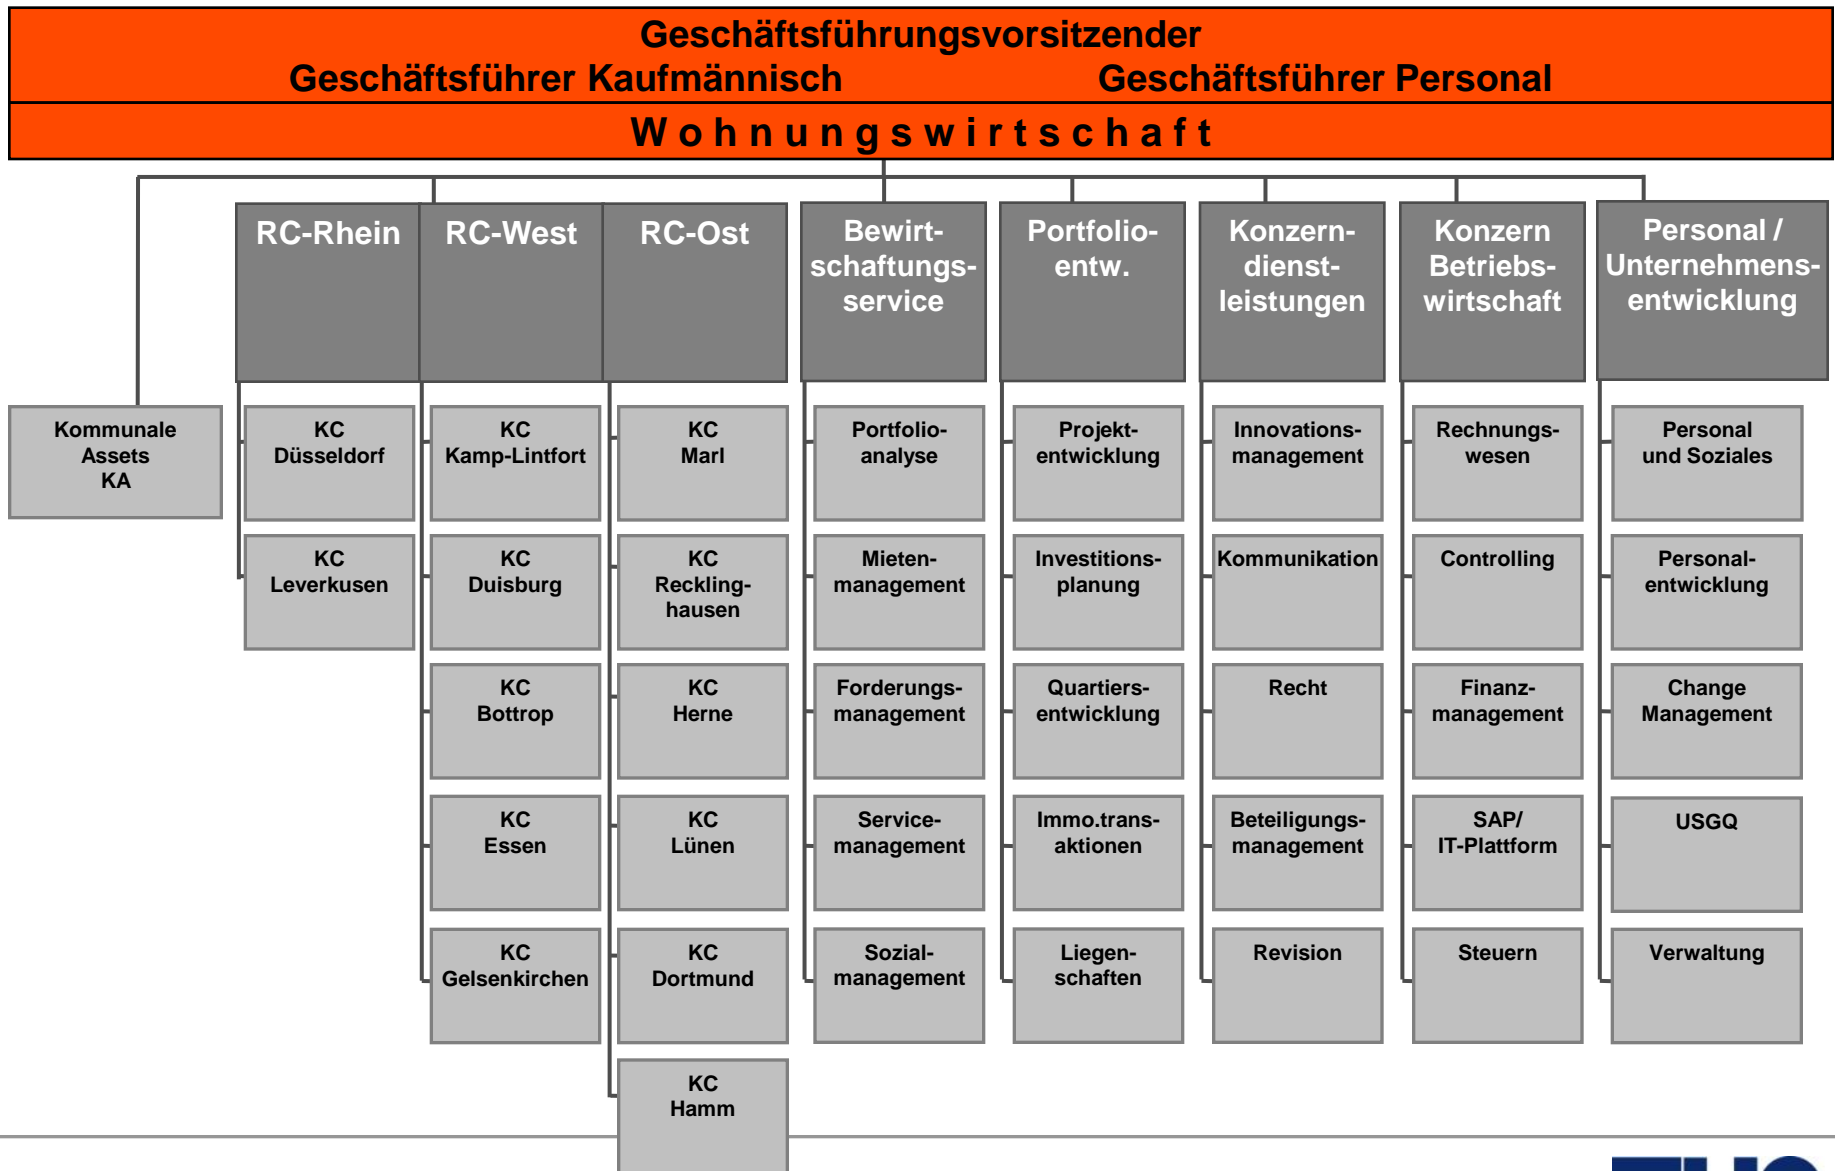 Geschäftsführungsvorsitzender
Geschäftsführer Kaufmännisch Geschäftsführer Personal
Wohnungswirtschaft
RC-Rhein
RC-West
RC-Ost
Bewirt-
schaftungs-
service
Portfolio-
entw.
Konzern-
dienst-
leistungen
Konzern
Betriebs-
wirtschaft
Personal /
Unternehmens-
entwicklung
Kommunale
Assets
KA
KC
Düsseldorf
KC
Leverkusen
KC
Kamp-Lintfort
KC
Duisburg
KC
Bottrop
KC
Essen
KC
Gelsenkirchen
KC
Marl
KC
Reckling-
hausen
KC
Herne
KC
Lünen
KC
Dortmund
KC
Hamm
Portfolio-
analyse
Mieten-
management
Forderungs-
management
Service-
management
Sozial-
management
Projekt-
entwicklung
Investitions-
planung
Quartiers-
entwicklung
Immo.trans-
aktionen
Liegen-
schaften
Innovations-
management
Kommunikation
Recht
Beteiligungs-
management
Revision
Rechnungs-
wesen
Controlling
Finanz-
management
SAP/
IT-Plattform
Steuern
Personal
und Soziales
Personal-
entwicklung
Change
Management
USGQ
Verwaltung